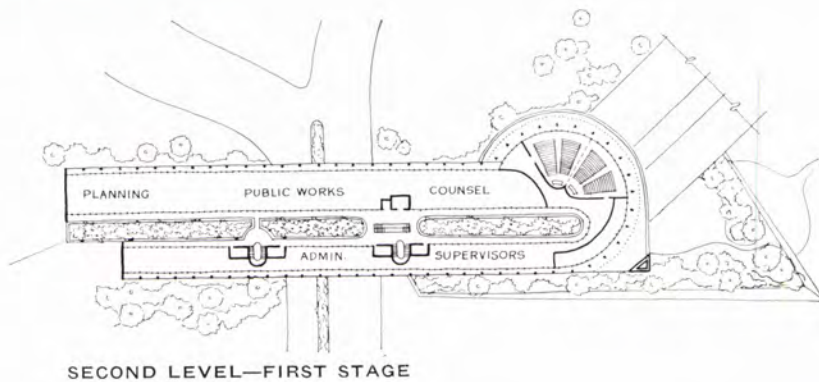 PLANNING PUBLIC WORKS COUNSEL
ADMIN. SUPERVISORS
SECOND LEVEL—FIRST STAGE